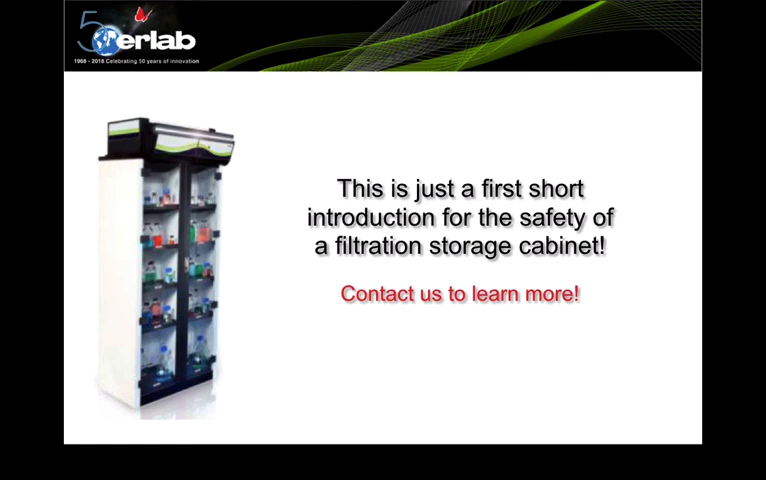 50 erlab
1968 - 2018 Celebrating 50 years of innovation
This is just a first short
introduction for the safety of
a filtration storage cabinet!
Contact us to learn more!